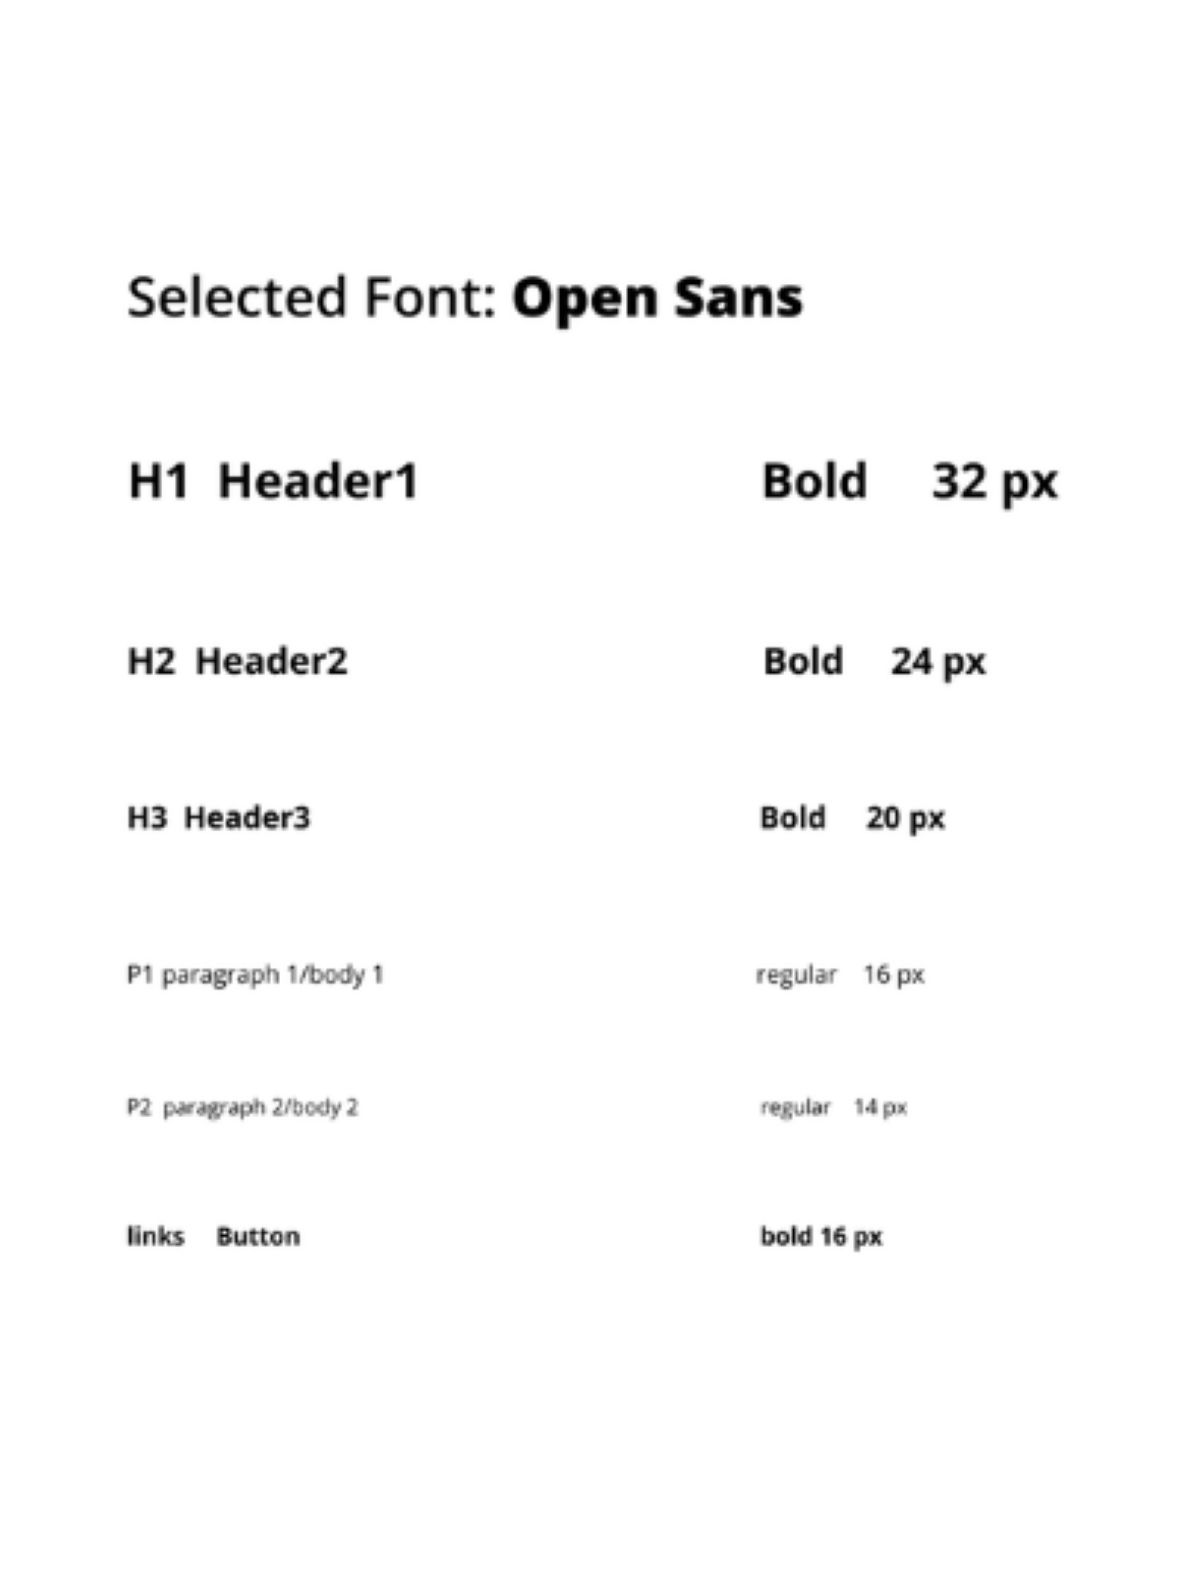 Selected Font: Open Sans
H1 Header1 Bold 32 px
H2 Header2 Bold 24 px
H3 Header3 Bold 20 px
P1 paragraph 1/body 1 regular 16 px
P2 paragraph 2/body 2 regular 14 px
links Button bold 16 px